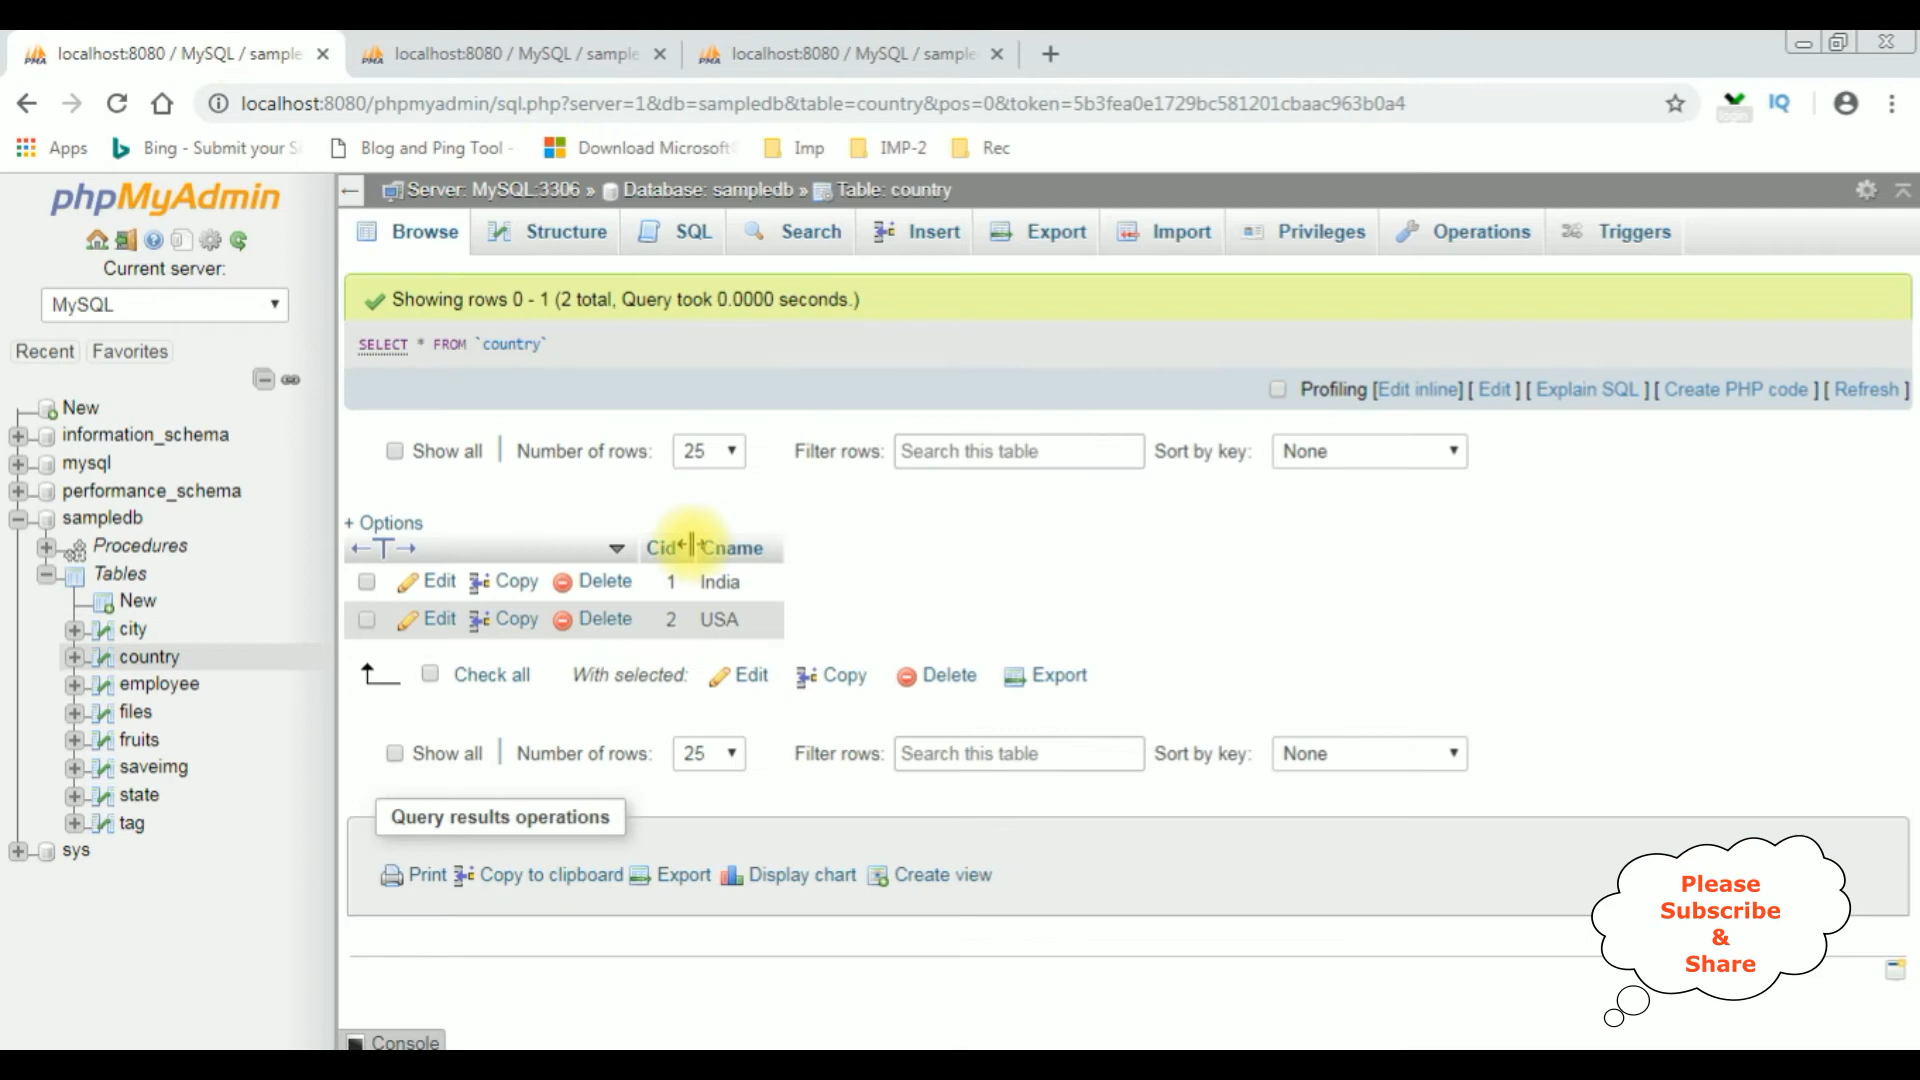 localhost:8080 / MySQL / sample
localhost:8080 / MySQL / sample
localhost:8080 / MySQL / sample
localhost:8080/phpmyadmin/sql.php?server=1&db=sampledb&table=country&pos=0&token=5b3fea0e1729bc581201cbaac963b0a4
IQ
Apps
Bing - Submit your S
Blog and Ping Tool -
Download Microsoft
Imp
IMP-2
Rec
phpMyAdmin
Current server:
MySQL
Recent Favorites
New
information_schema
mysql
performance_schema
sampledb
Procedures
Tables
New
city
country
employee
files
fruits
saveimg
state
tag
sys
Server: MySQL:3306 » Database: sampledb » Table: country
Browse Structure SQL Search Insert Export Import Privileges Operations Triggers
Showing rows 0 - 1 (2 total, Query took 0.0000 seconds.)
SELECT * FROM `country`
Profiling [Edit inline] [ Edit ] [ Explain SQL ] [ Create PHP code ] [ Refresh ]
Show all | Number of rows: 25 Filter rows: Search this table Sort by key: None
+ Options
←T→ Cid Cname
Edit Copy Delete 1 India
Edit Copy Delete 2 USA
Check all With selected: Edit Copy Delete Export
Show all | Number of rows: 25 Filter rows: Search this table Sort by key: None
Query results operations
Print Copy to clipboard Export Display chart Create view
Console
Please
Subscribe
&
Share